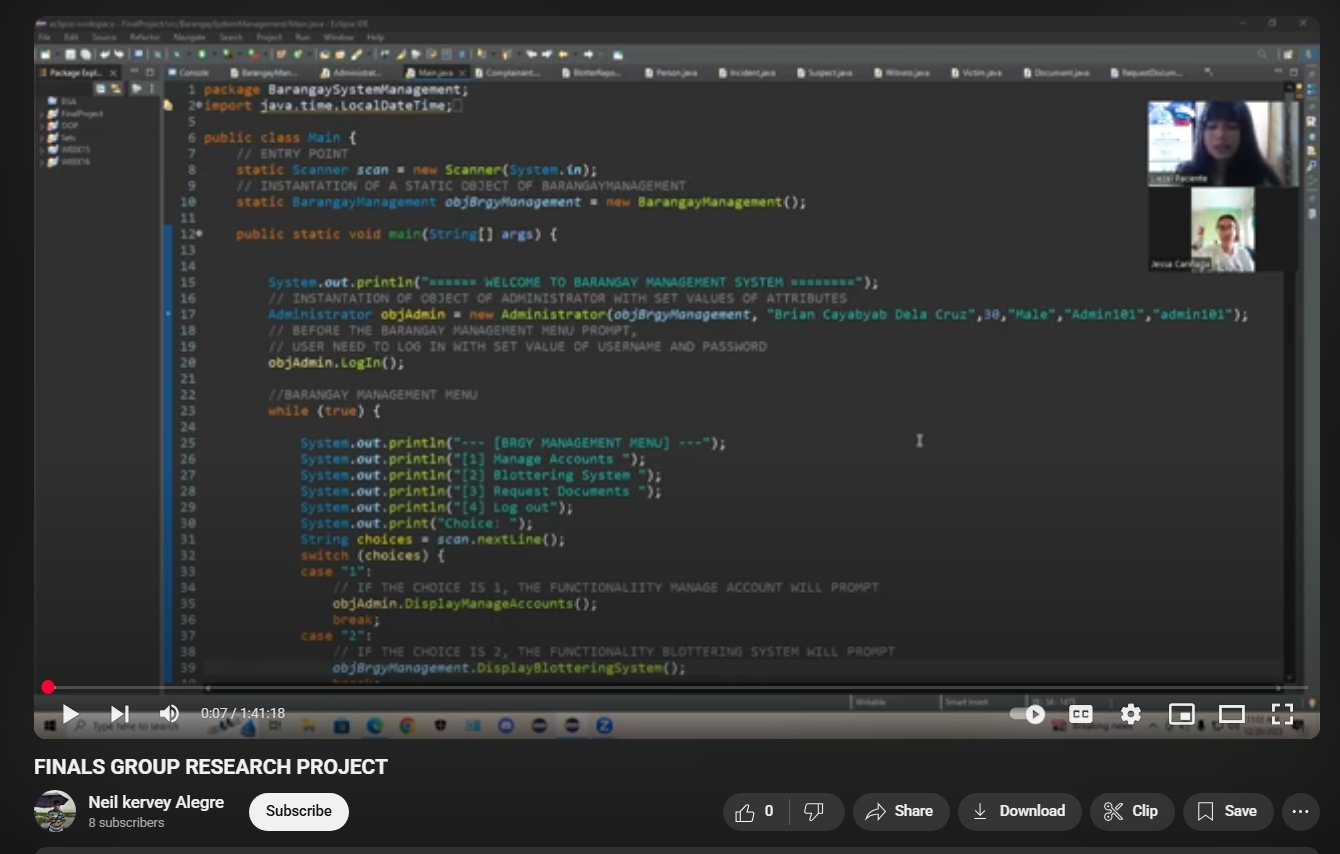 eclipse-workspace - FinalProject/src/BarangaySystemManagement/Main.java - Eclipse IDE
File Edit Source Refactor Navigate Search Project Run Window Help
Package Expl...
Console BarangayMan... Administrat... Main.java Complainant... BlotterRepo... Person.java Incident.java Suspect.java Witness.java Victim.java Document.java RequestDocum...
DSA
FinalProject
OOP
Sets
1 package BarangaySystemManagement;
2 import java.time.LocalDateTime;
5
6 public class Main {
7 // ENTRY POINT
8 static Scanner scan = new Scanner(System.in);
9 // INSTANTATION OF A STATIC OBJECT OF BARANGAYMANAGEMENT
10 static BarangayManagement objBrgyManagement = new BarangayManagement();
11
12 public static void main(String[] args) {
13
14
15 System.out.println("====== WELCOME TO BARANGAY MANAGEMENT SYSTEM ========");
16 // INSTANTATION OF OBJECT OF ADMINISTRATOR WITH SET VALUES OF ATTRIBUTES
17 Administrator objAdmin = new Administrator(objBrgyManagement, "Brian Cayabyab Dela Cruz",30,"Male","Admin101","admin101");
18 // BEFORE THE BARANGAY MANAGEMENT MENU PROMPT,
19 // USER NEED TO LOG IN WITH SET VALUE OF USERNAME AND PASSWORD
20 objAdmin.LogIn();
21
22 //BARANGAY MANAGEMENT MENU
23 while (true) {
24
25 System.out.println("--- [BRGY MANAGEMENT MENU] ---");
26 System.out.println("[1] Manage Accounts ");
27 System.out.println("[2] Blottering System ");
28 System.out.println("[3] Request Documents ");
29 System.out.println("[4] Log out");
30 System.out.print("Choice: ");
31 String choices = scan.nextLine();
32 switch (choices) {
33 case "1":
34 // IF THE CHOICE IS 1, THE FUNCTIONALIITY MANAGE ACCOUNT WILL PROMPT
35 objAdmin.DisplayManageAccounts();
36 break;
37 case "2":
38 // IF THE CHOICE IS 2, THE FUNCTIONALITY BLOTTERING SYSTEM WILL PROMPT
39 objBrgyManagement.DisplayBlotteringSystem();
Liezel Paciente
Jessa
Writable Smart Insert
0:07 / 1:41:18
CC
Type here to search
Breaking news
FINALS GROUP RESEARCH PROJECT
Neil kervey Alegre
8 subscribers
Subscribe
0
Share
Download
Clip
Save